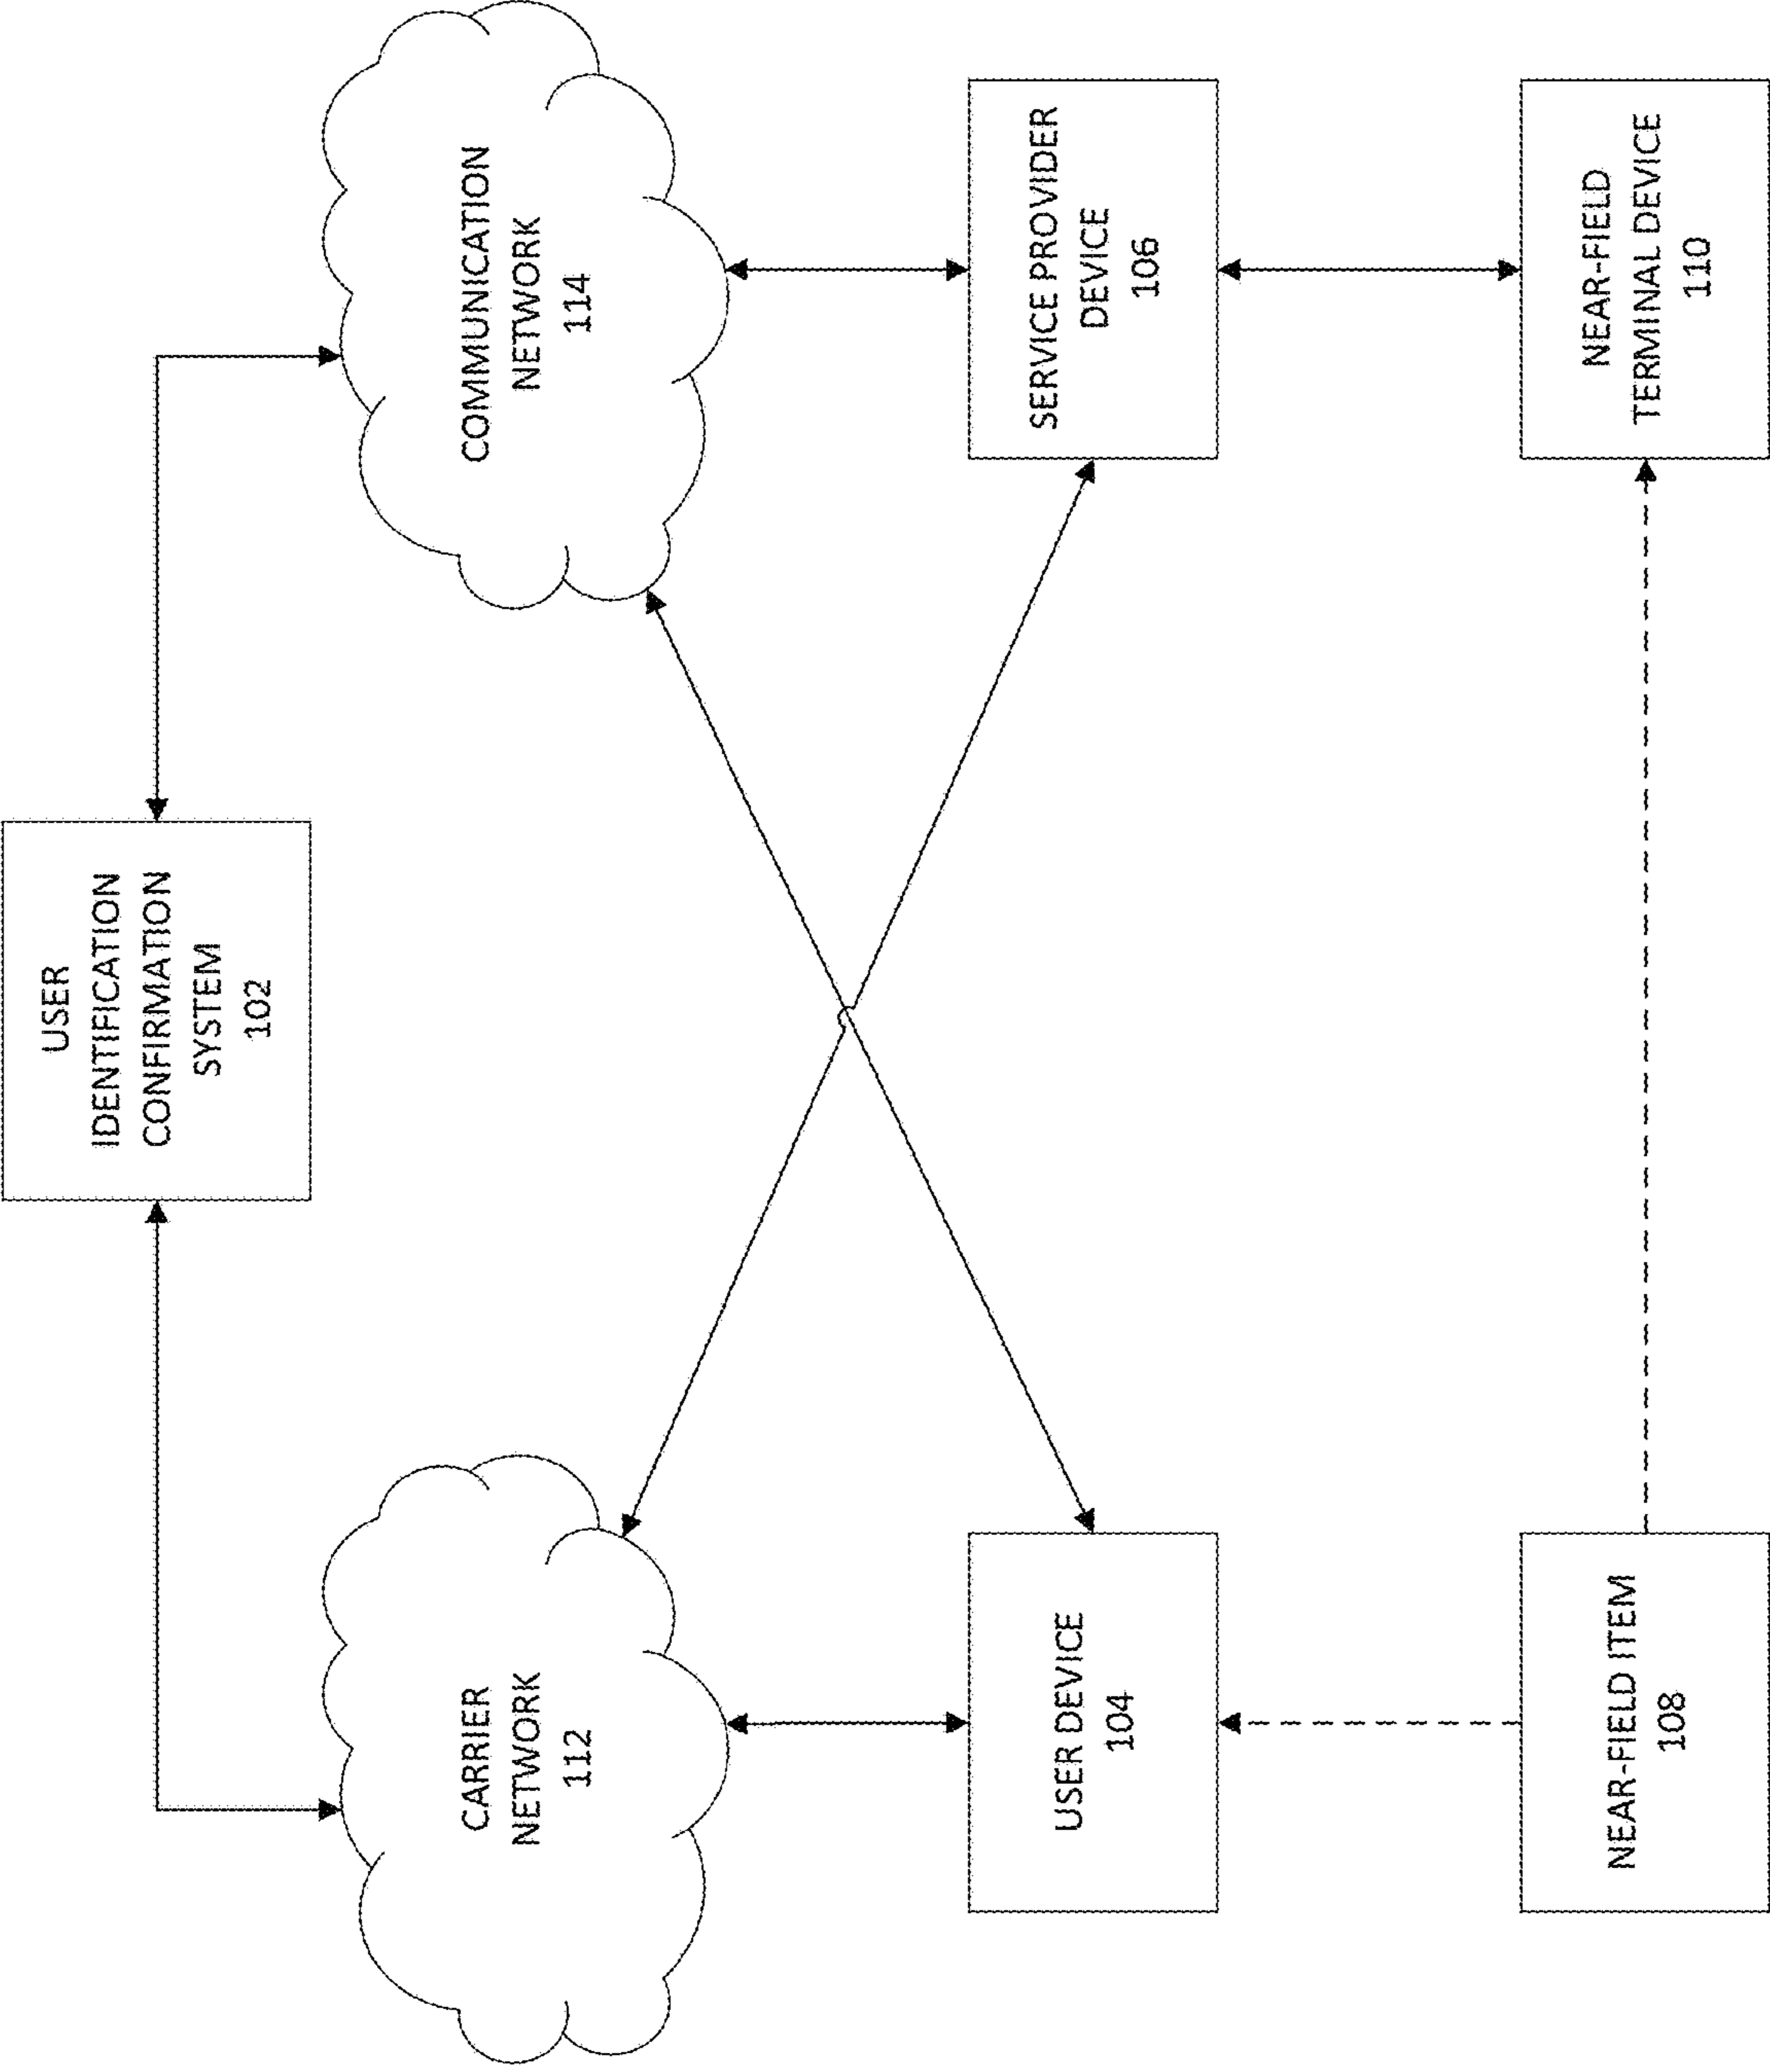 USER
IDENTIFICATION
CONFIRMATION
SYSTEM
102
CARRIER
NETWORK
112
COMMUNICATION
NETWORK
114
USER DEVICE
104
SERVICE PROVIDER
DEVICE
106
NEAR-FIELD ITEM
108
NEAR-FIELD
TERMINAL DEVICE
110